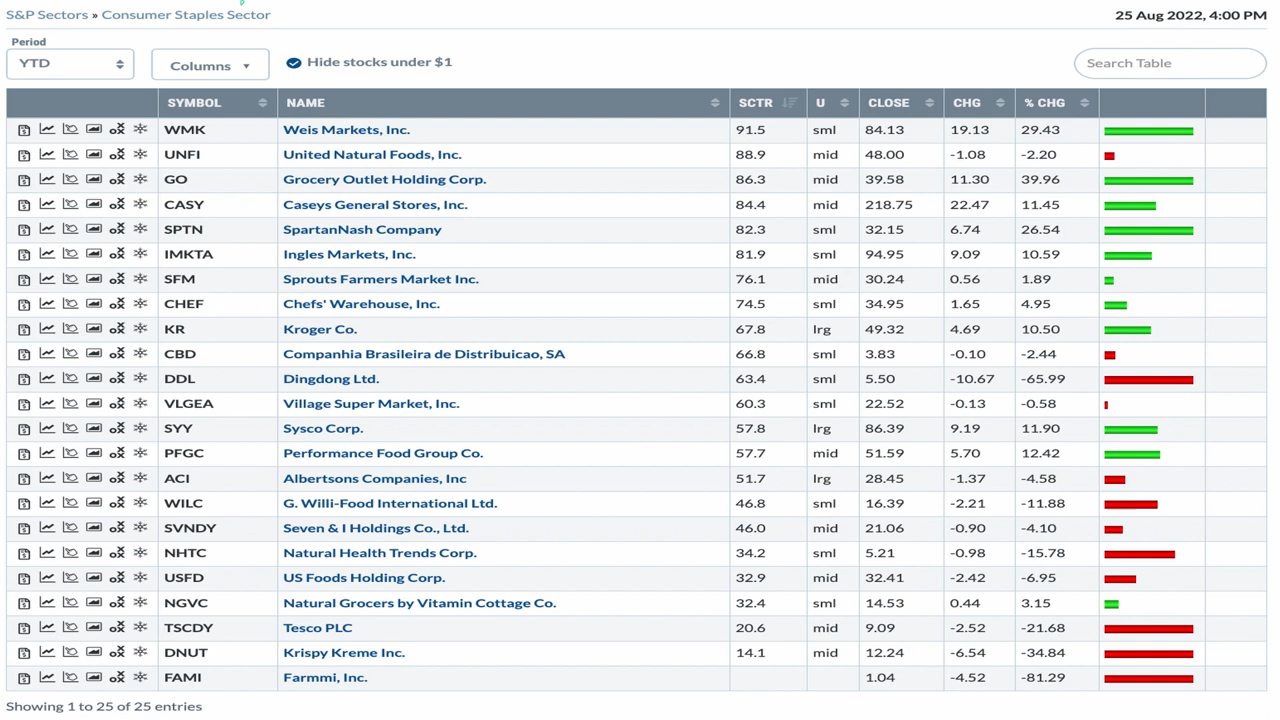 S&P Sectors » Consumer Staples Sector 25 Aug 2022, 4:00 PM
Period
YTD Columns Hide stocks under $1 Search Table
SYMBOL NAME SCTR U CLOSE CHG % CHG
WMK Weis Markets, Inc. 91.5 sml 84.13 19.13 29.43
UNFI United Natural Foods, Inc. 88.9 mid 48.00 -1.08 -2.20
GO Grocery Outlet Holding Corp. 86.3 mid 39.58 11.30 39.96
CASY Caseys General Stores, Inc. 84.4 mid 218.75 22.47 11.45
SPTN SpartanNash Company 82.3 sml 32.15 6.74 26.54
IMKTA Ingles Markets, Inc. 81.9 sml 94.95 9.09 10.59
SFM Sprouts Farmers Market Inc. 76.1 mid 30.24 0.56 1.89
CHEF Chefs' Warehouse, Inc. 74.5 sml 34.95 1.65 4.95
KR Kroger Co. 67.8 lrg 49.32 4.69 10.50
CBD Companhia Brasileira de Distribuicao, SA 66.8 sml 3.83 -0.10 -2.44
DDL Dingdong Ltd. 63.4 sml 5.50 -10.67 -65.99
VLGEA Village Super Market, Inc. 60.3 sml 22.52 -0.13 -0.58
SYY Sysco Corp. 57.8 lrg 86.39 9.19 11.90
PFGC Performance Food Group Co. 57.7 mid 51.59 5.70 12.42
ACI Albertsons Companies, Inc 51.7 lrg 28.45 -1.37 -4.58
WILC G. Willi-Food International Ltd. 46.8 sml 16.39 -2.21 -11.88
SVNDY Seven & I Holdings Co., Ltd. 46.0 mid 21.06 -0.90 -4.10
NHTC Natural Health Trends Corp. 34.2 sml 5.21 -0.98 -15.78
USFD US Foods Holding Corp. 32.9 mid 32.41 -2.42 -6.95
NGVC Natural Grocers by Vitamin Cottage Co. 32.4 sml 14.53 0.44 3.15
TSCDY Tesco PLC 20.6 mid 9.09 -2.52 -21.68
DNUT Krispy Kreme Inc. 14.1 mid 12.24 -6.54 -34.84
FAMI Farmmi, Inc. 1.04 -4.52 -81.29
Showing 1 to 25 of 25 entries